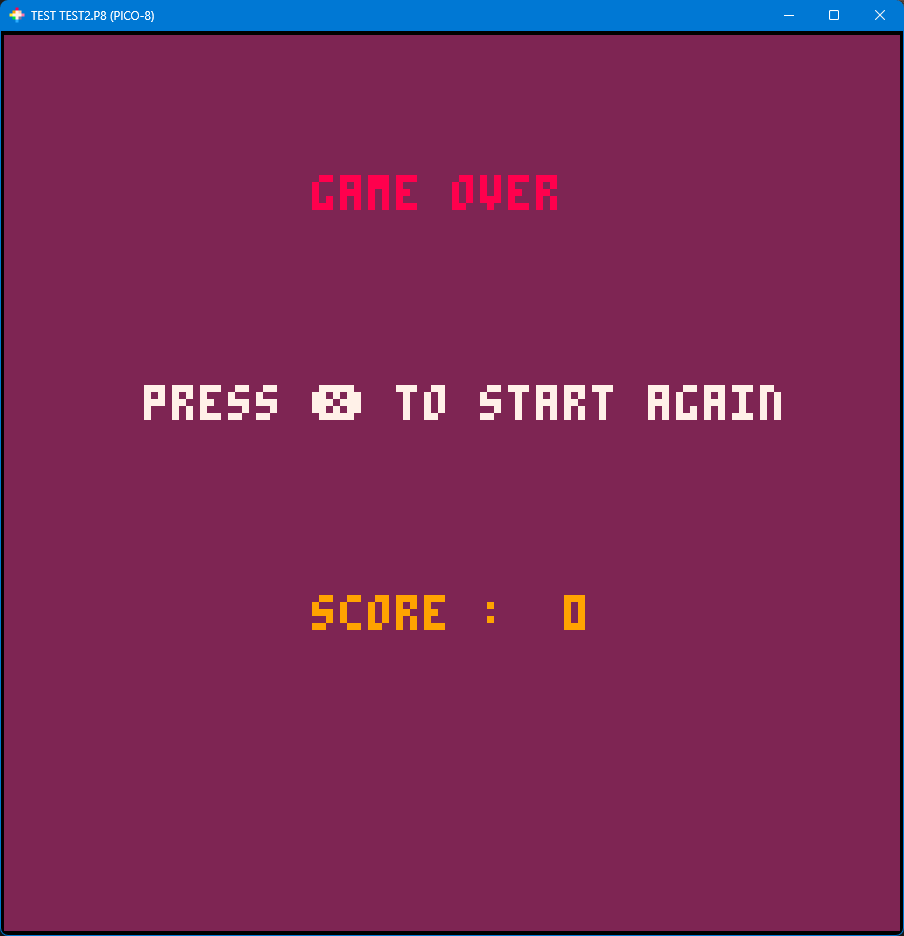 TEST TEST2.P8 (PICO-8)
GAME OVER
PRESS ❎ TO START AGAIN
SCORE : 0